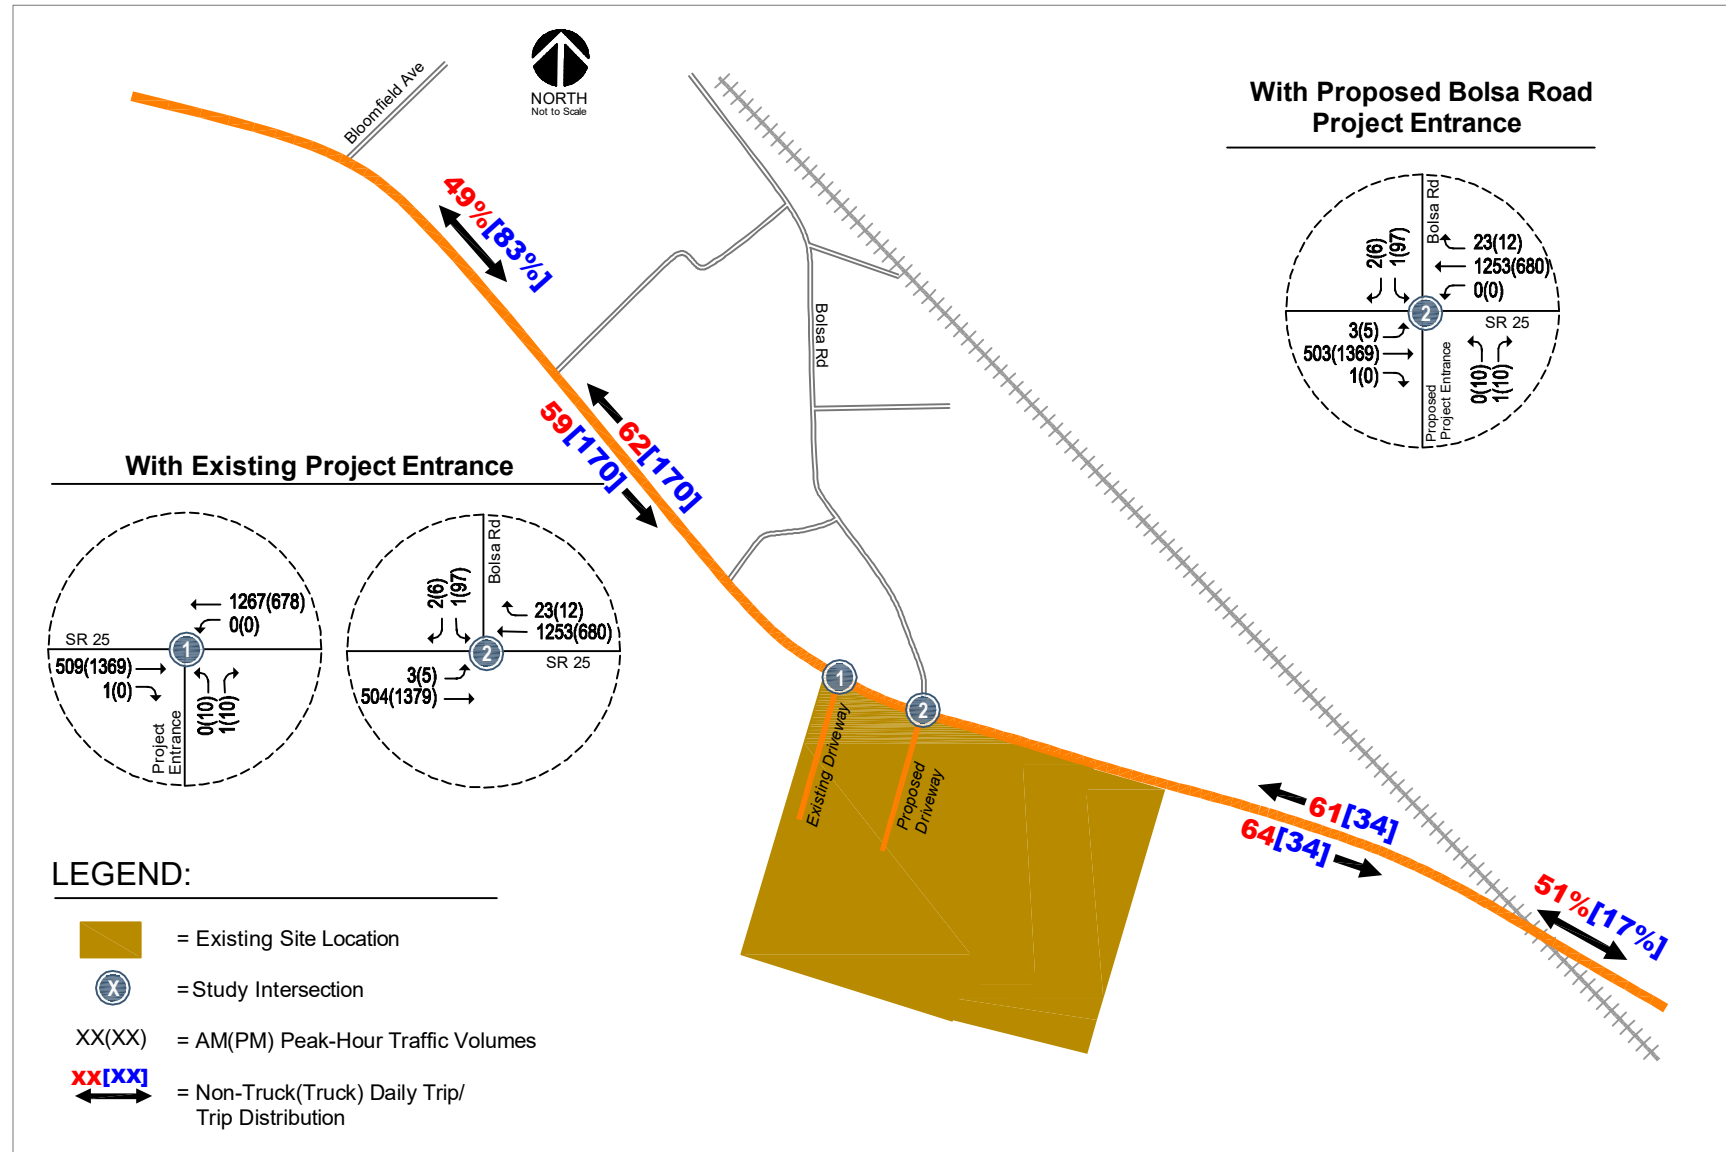 Bloomfield Ave
NORTH
Not to Scale
With Proposed Bolsa Road
Project Entrance
Bolsa Rd
2(6)
1(97)
23(12)
1253(680)
0(0)
2
SR 25
3(5)
503(1369)
1(0)
0(10)
1(10)
Proposed
Project Entrance
49%[83%]
Bolsa Rd
62[170]
59[170]
With Existing Project Entrance
1267(678)
0(0)
SR 25
1
509(1369)
1(0)
0(10)
1(10)
Project
Entrance
Bolsa Rd
2(6)
1(97)
23(12)
1253(680)
2
SR 25
3(5)
504(1379)
1
2
Existing Driveway
Proposed
Driveway
61[34]
64[34]
51%[17%]
LEGEND:
= Existing Site Location
X
= Study Intersection
XX(XX)
= AM(PM) Peak-Hour Traffic Volumes
XX[XX]
= Non-Truck(Truck) Daily Trip/
Trip Distribution